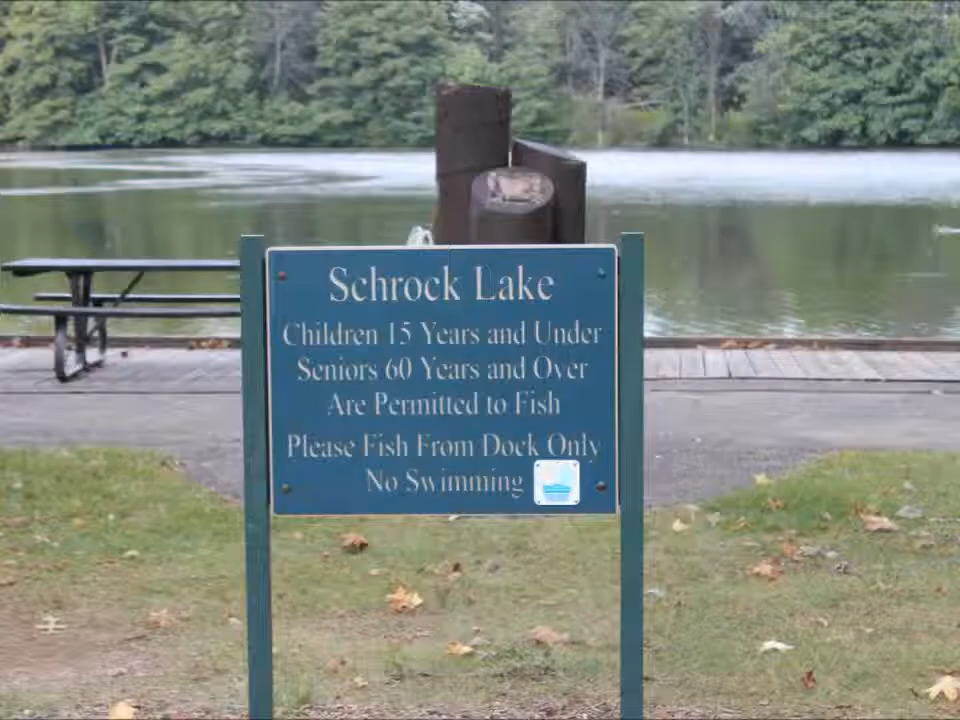 Schrock Lake
Children 15 Years and Under
Seniors 60 Years and Over
Are Permitted to Fish
Please Fish From Dock Only
No Swimming